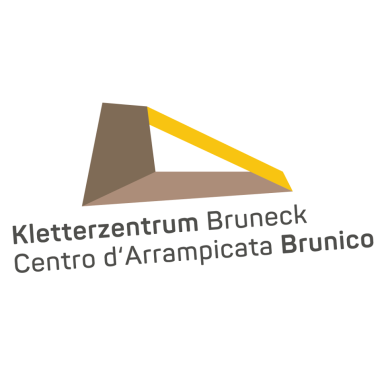 Kletterzentrum Bruneck
Centro d‘Arrampicata Brunico